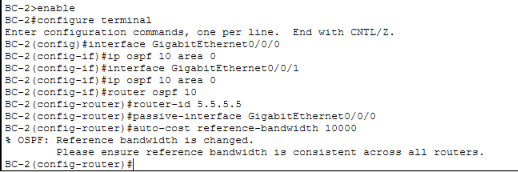 BC-2>enable
BC-2#configure terminal
Enter configuration commands, one per line.  End with CNTL/Z.
BC-2(config)#interface GigabitEthernet0/0/0
BC-2(config-if)#ip ospf 10 area 0
BC-2(config-if)#interface GigabitEthernet0/0/1
BC-2(config-if)#ip ospf 10 area 0
BC-2(config-if)#router ospf 10
BC-2(config-router)#router-id 5.5.5.5
BC-2(config-router)#passive-interface GigabitEthernet0/0/0
BC-2(config-router)#auto-cost reference-bandwidth 10000
% OSPF: Reference bandwidth is changed.
        Please ensure reference bandwidth is consistent across all routers.
BC-2(config-router)#